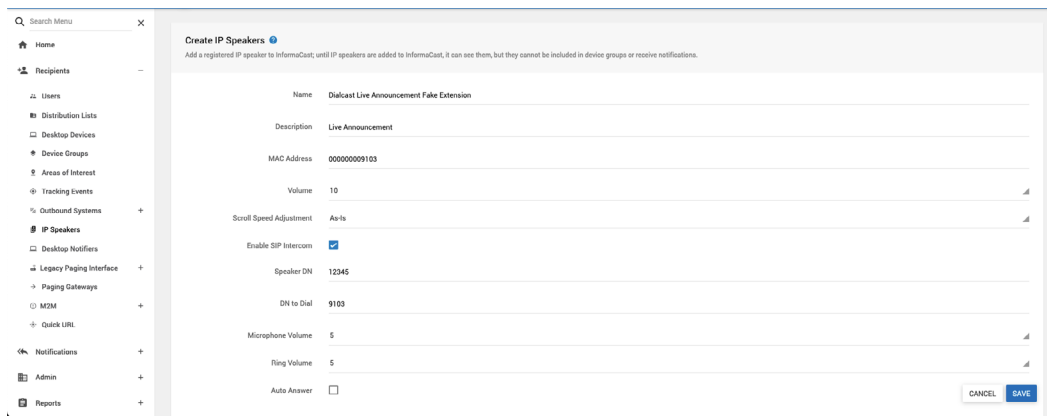 Search Menu
Home
Recipients
Users
Distribution Lists
Desktop Devices
Device Groups
Areas of Interest
Tracking Events
Outbound Systems
IP Speakers
Desktop Notifiers
Legacy Paging Interface
Paging Gateways
M2M
Quick URL
Notifications
Admin
Reports
Create IP Speakers
Add a registered IP speaker to InformaCast; until IP speakers are added to InformaCast, it can see them, but they cannot be included in device groups or receive notifications.
Name Dialcast Live Announcement Fake Extension
Description Live Announcement
MAC Address 000000009103
Volume 10
Scroll Speed Adjustment As-Is
Enable SIP Intercom
Speaker DN 12345
DN to Dial 9103
Microphone Volume 5
Ring Volume 5
Auto Answer
CANCEL SAVE